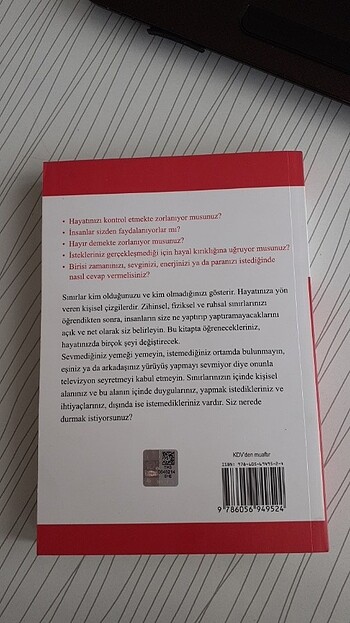 • Hayatınızı kontrol etmekte zorlanıyor musunuz?
• İnsanlar sizden faydalanıyorlar mı?
• Hayır demekte zorlanıyor musunuz?
• İstekleriniz gerçekleşmediği için hayal kırıklığına uğruyor musunuz?
• Birisi zamanınızı, sevginizi, enerjinizi ya da paranızı istediğinde
nasıl cevap vermelisiniz?
Sınırlar kim olduğunuzu ve kim olmadığınızı gösterir. Hayatınıza yön
veren kişisel çizgilerdir. Zihinsel, fiziksel ve ruhsal sınırlarınızı
öğrendikten sonra, insanların size ne yaptırıp yaptıramayacaklarını
açık ve net olarak siz belirleyin. Bu kitapta öğrenecekleriniz,
hayatınızda birçok şeyi değiştirecek.
Sevmediğiniz yemeği yemeyin, istemediğiniz ortamda bulunmayın,
eşiniz ya da arkadaşınız yürüyüş yapmayı sevmiyor diye onunla
televizyon seyretmeyi kabul etmeyin. Sınırlarınızın içinde kişisel
alanınız ve bu alanın içinde duygularınız, yapmak istedikleriniz ve
ihtiyaçlarınız, dışında ise istemedikleriniz vardır. Siz nerede
durmak istiyorsunuz?
KDV'den muaftır
ISBN: 978-605-69495-2-4
9 786056 949524